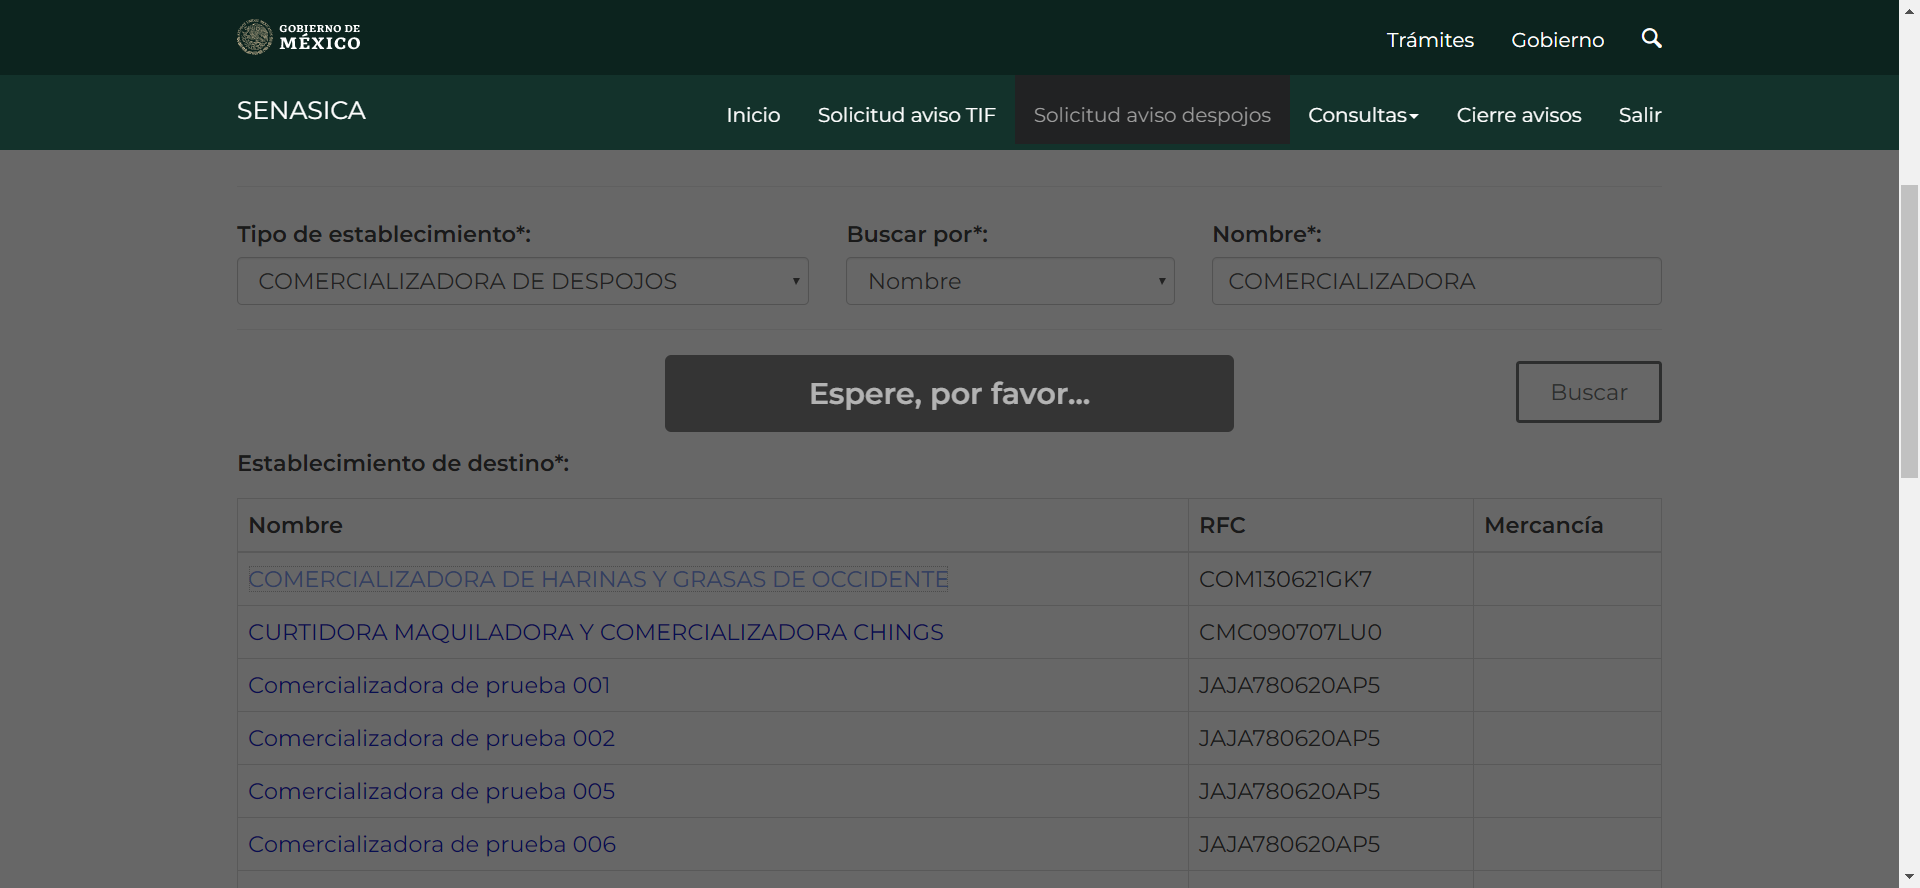 GOBIERNO DE
MÉXICO
Trámites
Gobierno
SENASICA
Inicio
Solicitud aviso TIF
Solicitud aviso despojos
Consultas
Cierre avisos
Salir
Tipo de establecimiento*:
Buscar por*:
Nombre*:
COMERCIALIZADORA DE DESPOJOS
Nombre
COMERCIALIZADORA
Espere, por favor...
Buscar
Establecimiento de destino*:
Nombre
RFC
Mercancía
COMERCIALIZADORA DE HARINAS Y GRASAS DE OCCIDENTE
COM130621GK7
CURTIDORA MAQUILADORA Y COMERCIALIZADORA CHINGS
CMC090707LU0
Comercializadora de prueba 001
JAJA780620AP5
Comercializadora de prueba 002
JAJA780620AP5
Comercializadora de prueba 005
JAJA780620AP5
Comercializadora de prueba 006
JAJA780620AP5